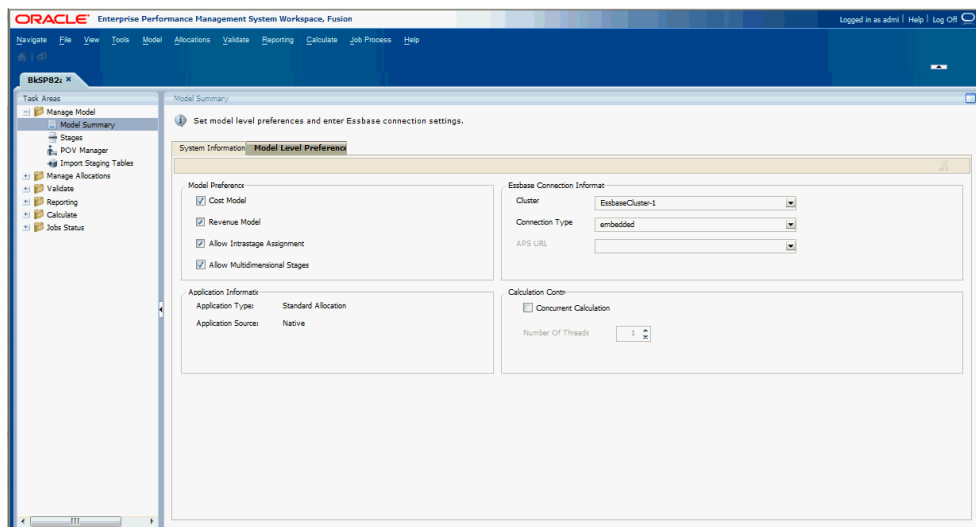 ORACLE Enterprise Performance Management System Workspace, Fusion
Logged in as admi | Help | Log Off
Navigate File View Tools Model Allocations Validate Reporting Calculate Job Process Help
BkSP82
Task Areas
Manage Model
Model Summary
Stages
POV Manager
Import Staging Tables
Manage Allocations
Validate
Reporting
Calculate
Jobs Status
Model Summary
Set model level preferences and enter Essbase connection settings.
System Information Model Level Preferenc
Model Preference
Cost Model
Revenue Model
Allow Intrastage Assignment
Allow Multidimensional Stages
Essbase Connection Informat
Cluster EssbaseCluster-1
Connection Type embedded
APS URL
Application Informati
Application Type: Standard Allocation
Application Source: Native
Calculation Contr
Concurrent Calculation
Number Of Threads 1